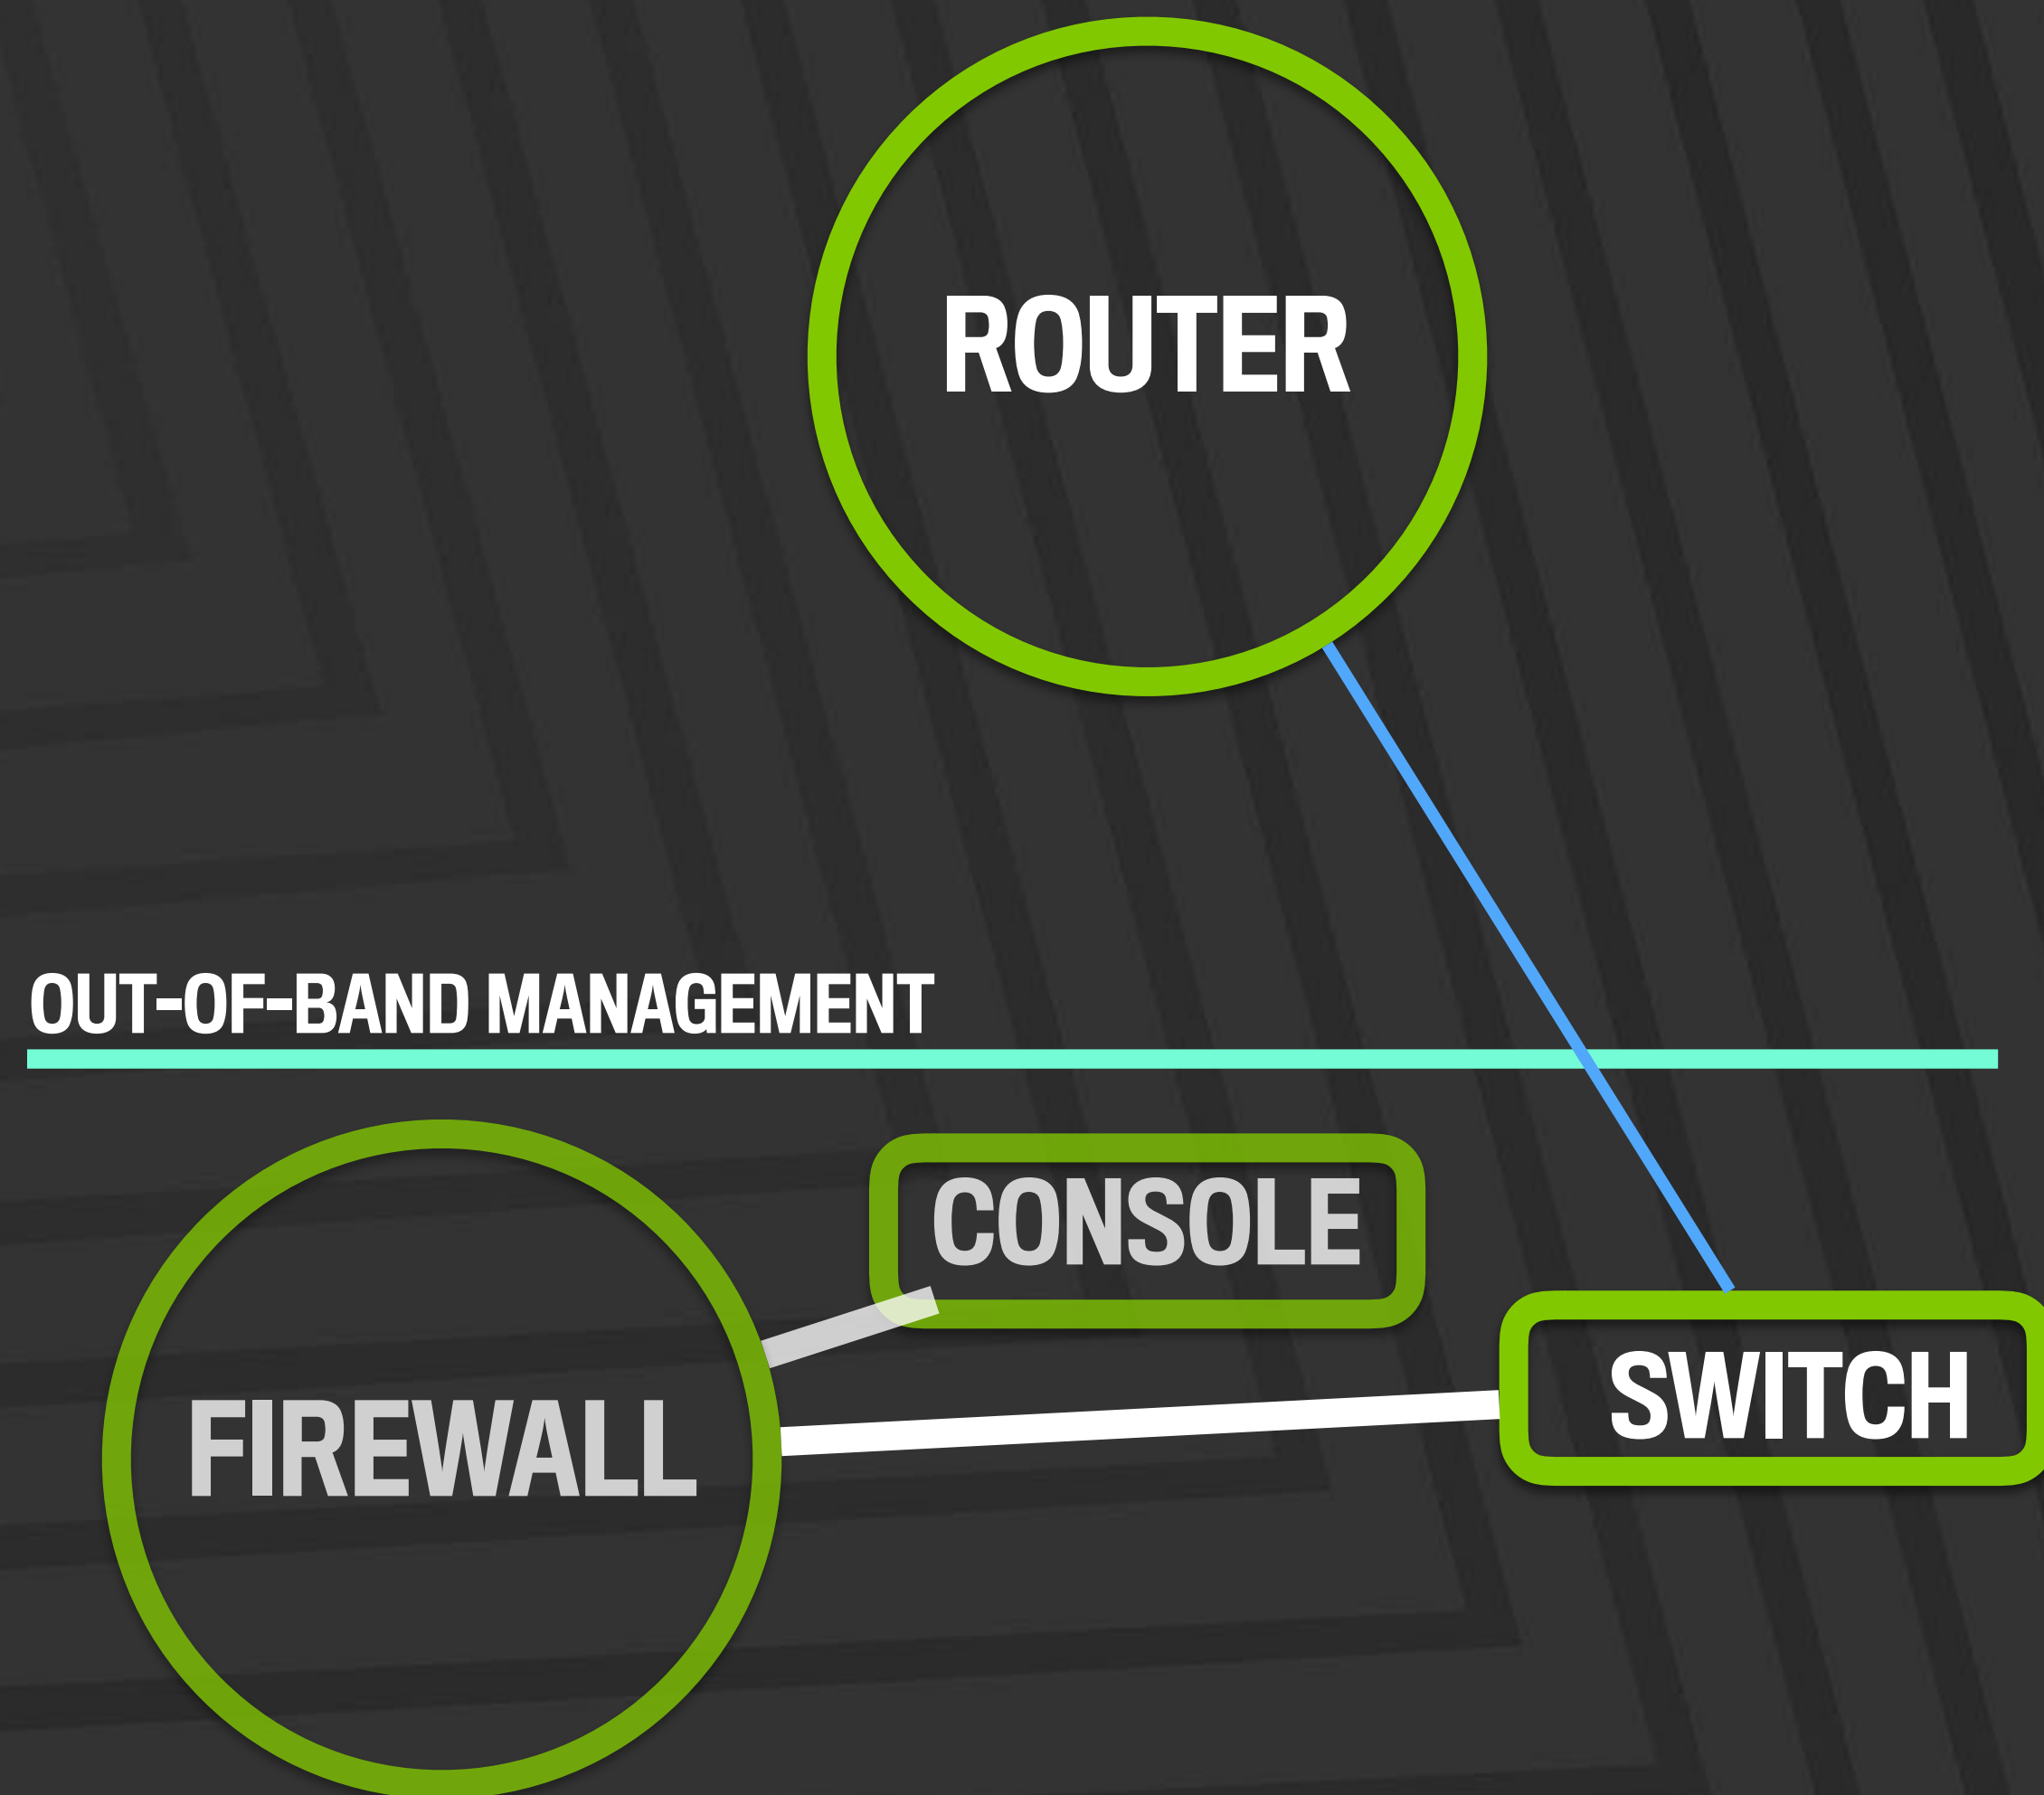 ROUTER
OUT-OF-BAND MANAGEMENT
CONSOLE
SWITCH
FIREWALL